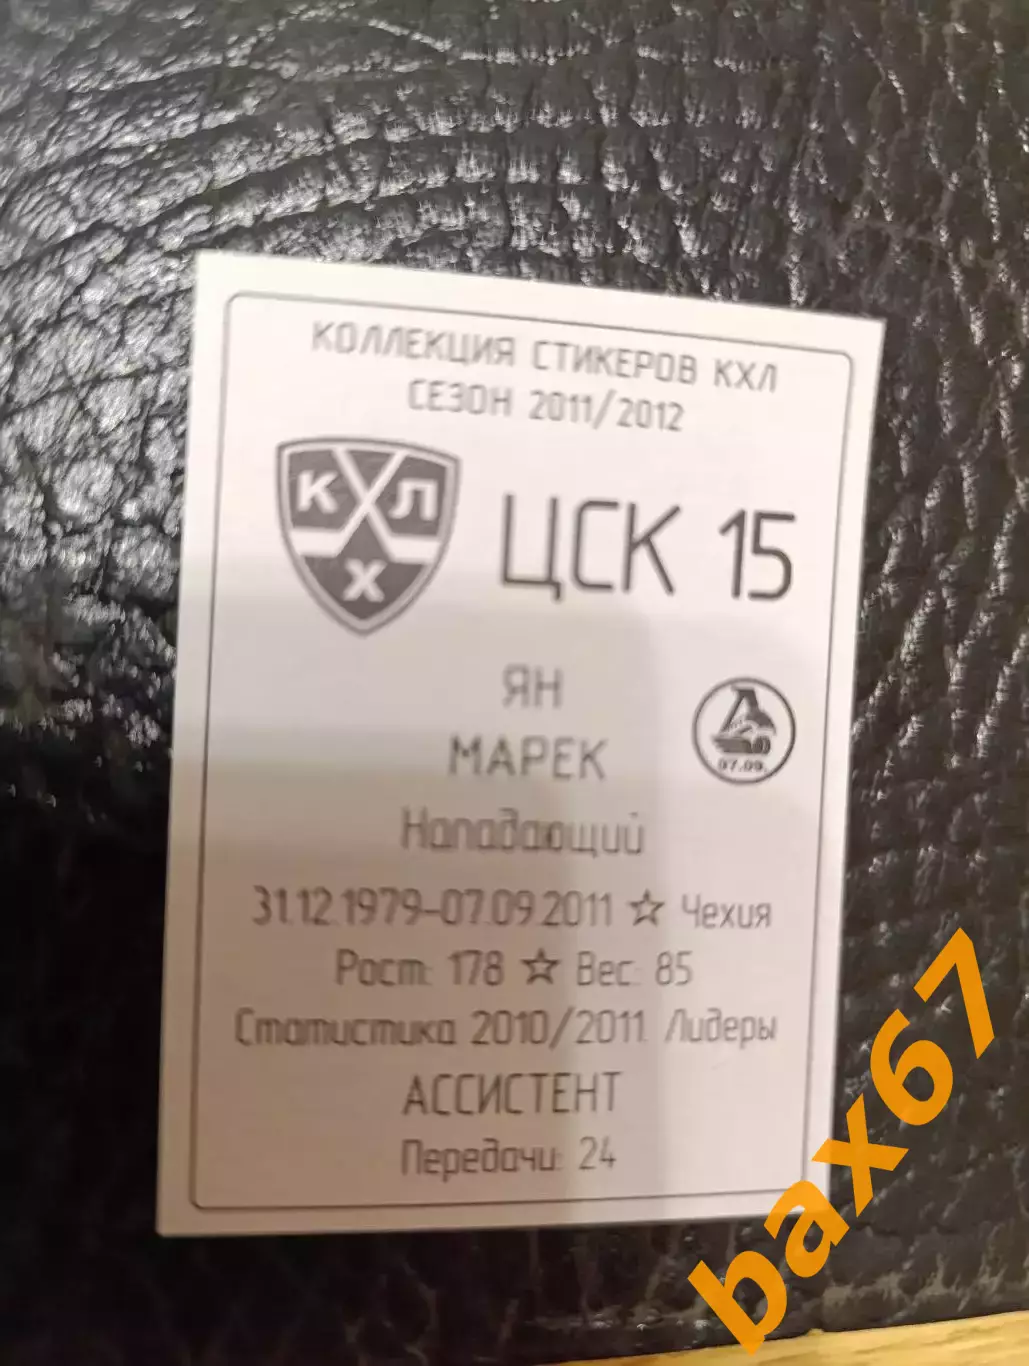 КОЛЛЕКЦИЯ СТИКЕРОВ КХЛ
СЕЗОН 2011/2012
КХЛ
Х
ЦСК 15
ЯН
МАРЕК
07.09.
Нападающий
31.12.1979-07.09.2011 ☆ Чехия
Рост: 178 ☆ Вес: 85
Статистика 2010/2011. Лидеры
АССИСТЕНТ
Передачи: 24
bax67